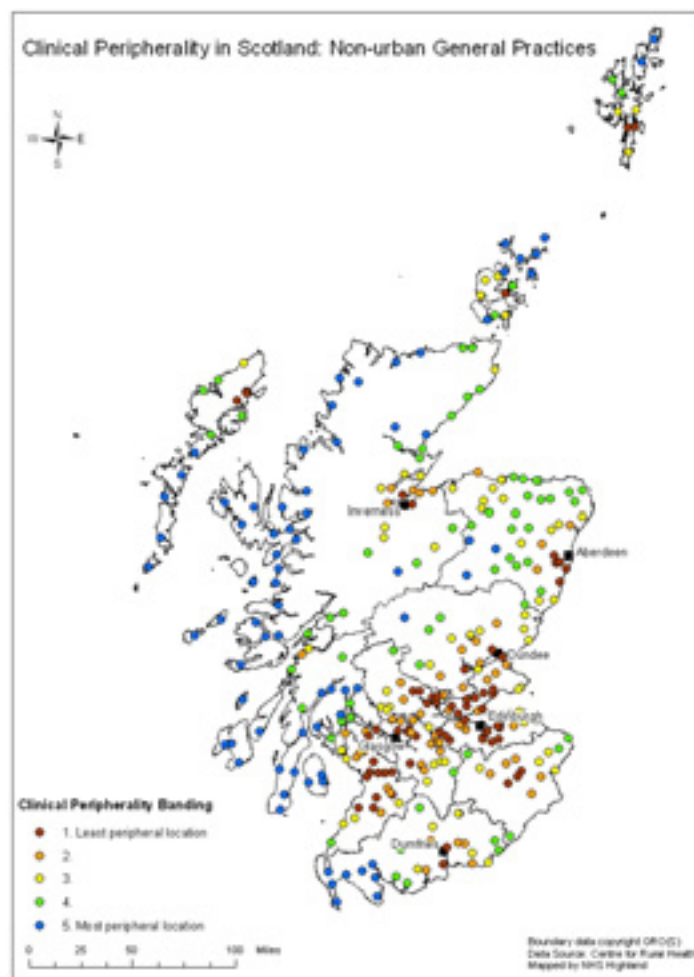 Clinical Peripherality in Scotland: Non-urban General Practices
N
W E
S
Inverness
Aberdeen
Dundee
Edinburgh
Glasgow
Dumfries
Clinical Peripherality Banding
1. Least peripheral location
2.
3.
4.
5. Most peripheral location
0 25 50 100 Miles
Boundary data copyright GRO(S)
Data Source: Centre for Rural Health
Mapped by NHS Highland